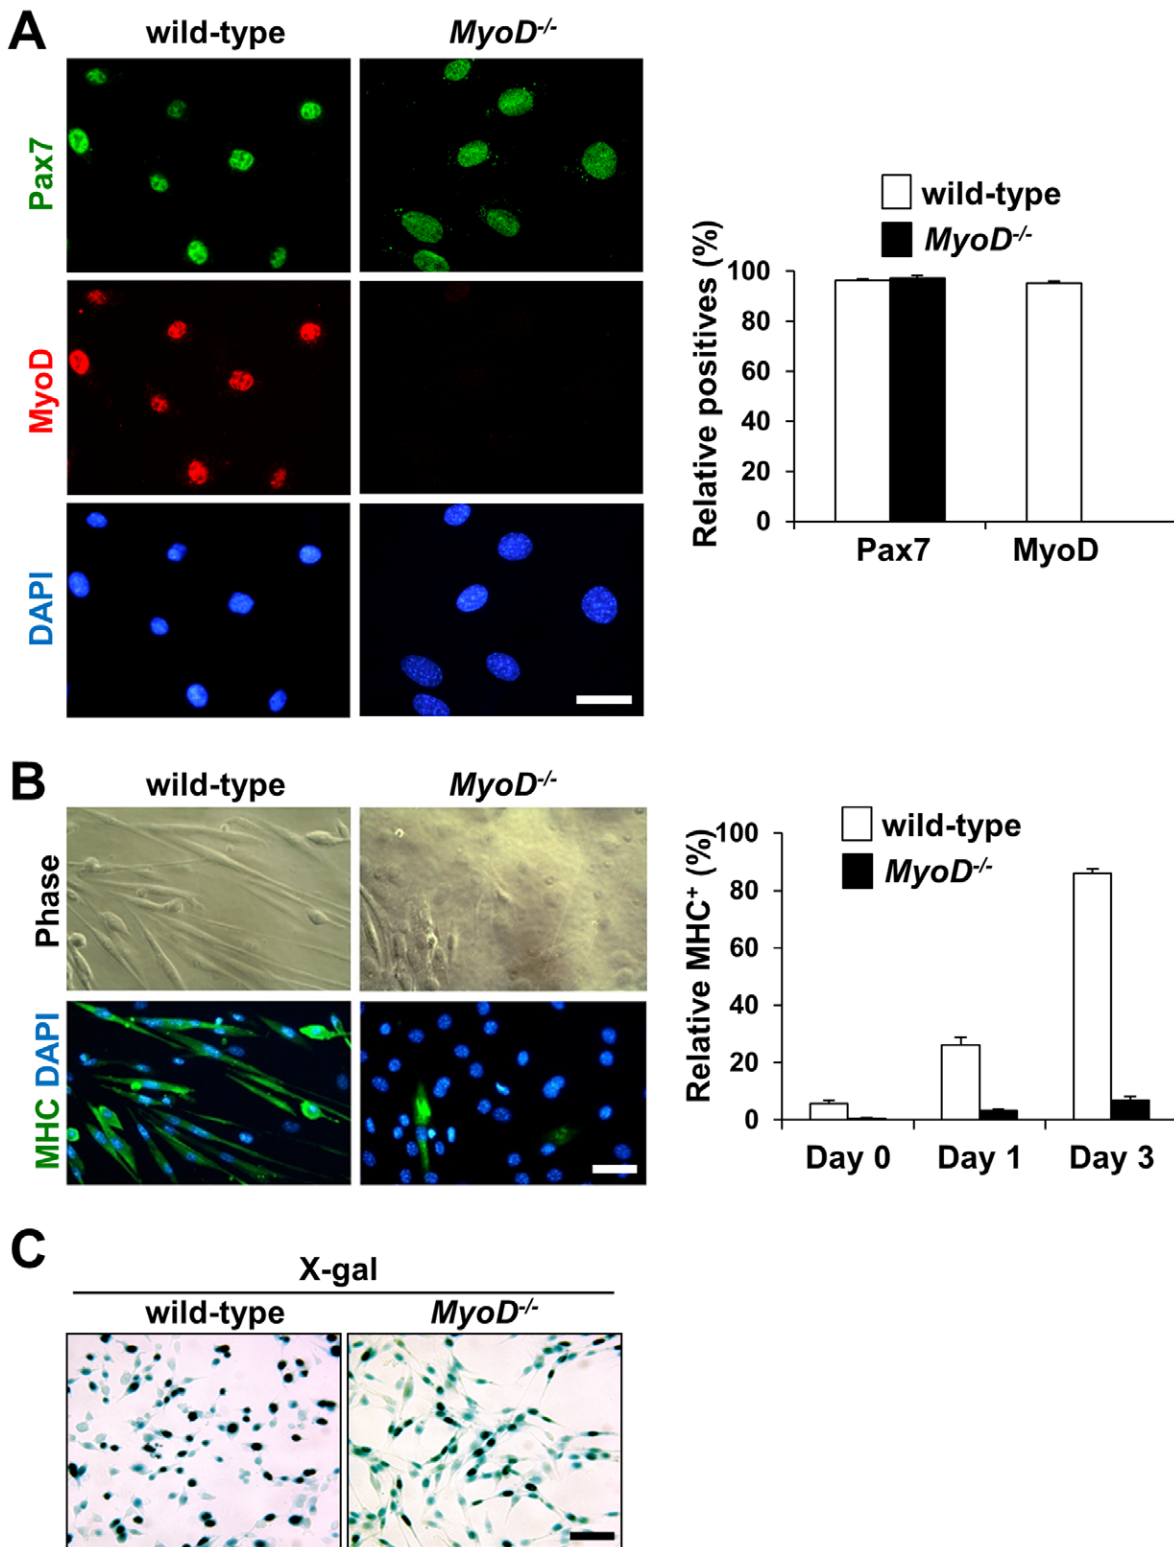 A
wild-type
MyoD-/-
Pax7
MyoD
DAPI
wild-type
MyoD-/-
Relative positives (%)
100
80
60
40
20
0
Pax7
MyoD
B
wild-type
MyoD-/-
Phase
MHC DAPI
wild-type
MyoD-/-
Relative MHC+ (%)
100
80
60
40
20
0
Day 0
Day 1
Day 3
C
X-gal
wild-type
MyoD-/-